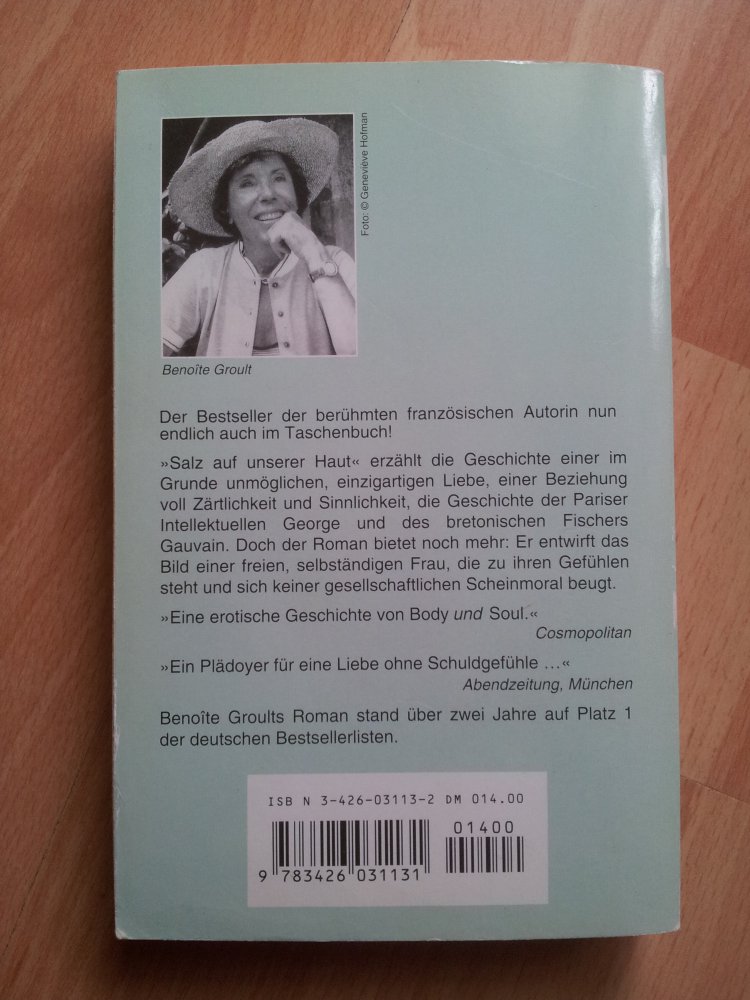 Foto: © Geneviève Hofman
Benoîte Groult
Der Bestseller der berühmten französischen Autorin nun
endlich auch im Taschenbuch!
»Salz auf unserer Haut« erzählt die Geschichte einer im
Grunde unmöglichen, einzigartigen Liebe, einer Beziehung
voll Zärtlichkeit und Sinnlichkeit, die Geschichte der Pariser
Intellektuellen George und des bretonischen Fischers
Gauvain. Doch der Roman bietet noch mehr: Er entwirft das
Bild einer freien, selbständigen Frau, die zu ihren Gefühlen
steht und sich keiner gesellschaftlichen Scheinmoral beugt.
»Eine erotische Geschichte von Body und Soul.«
Cosmopolitan
»Ein Plädoyer für eine Liebe ohne Schuldgefühle ...«
Abendzeitung, München
Benoîte Groults Roman stand über zwei Jahre auf Platz 1
der deutschen Bestsellerlisten.
ISB N 3-426-03113-2 DM 014.00
01400
9 783426 031131